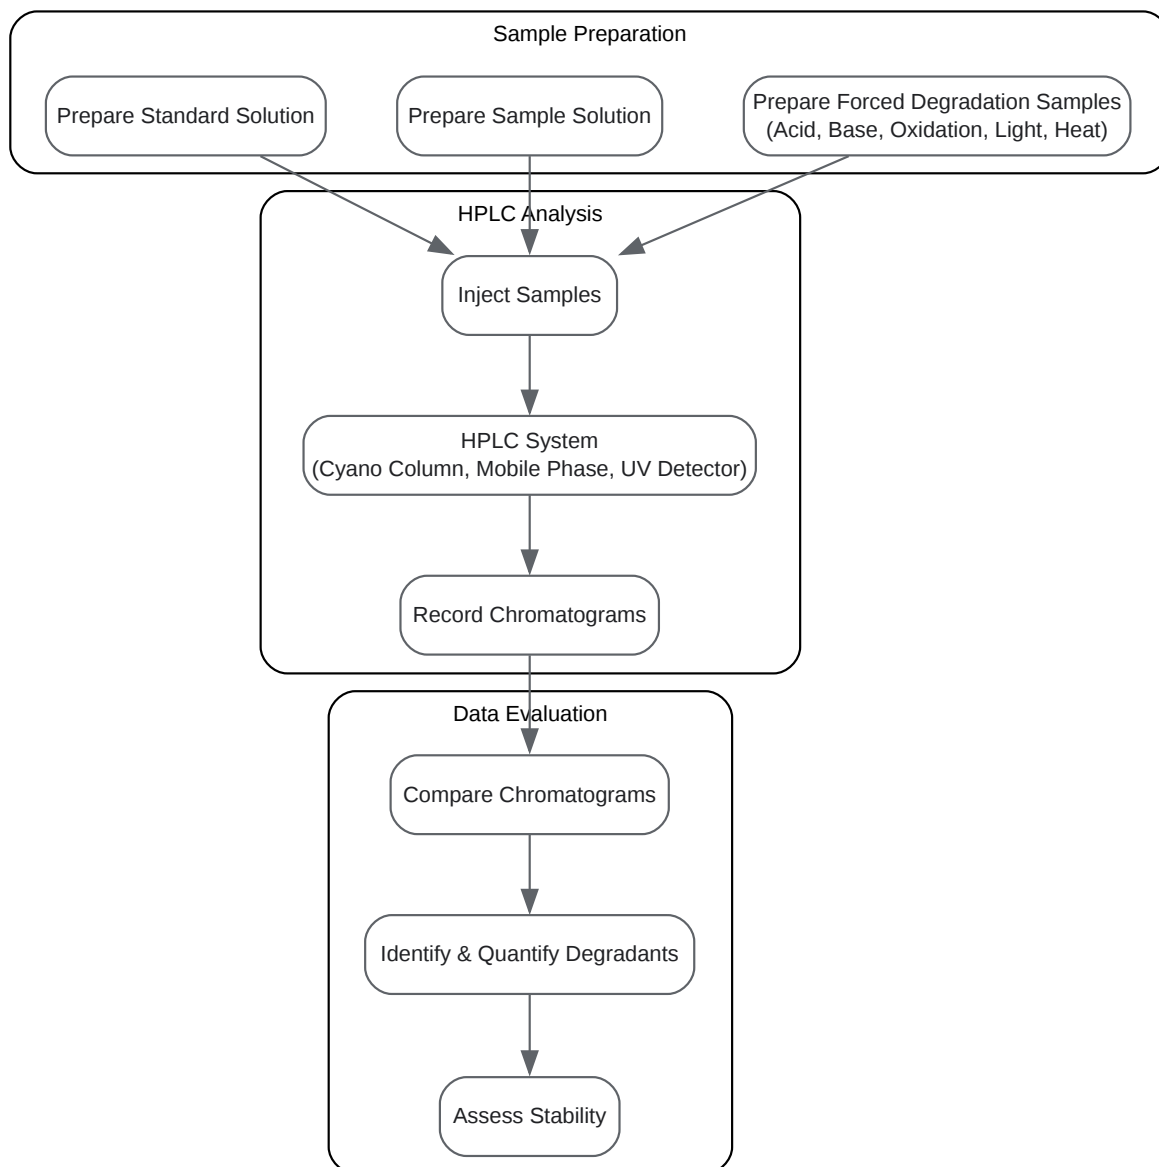 Sample Preparation
Prepare Standard Solution
Prepare Sample Solution
Prepare Forced Degradation Samples
(Acid, Base, Oxidation, Light, Heat)
HPLC Analysis
Inject Samples
HPLC System
(Cyano Column, Mobile Phase, UV Detector)
Record Chromatograms
Data Evaluation
Compare Chromatograms
Identify & Quantify Degradants
Assess Stability